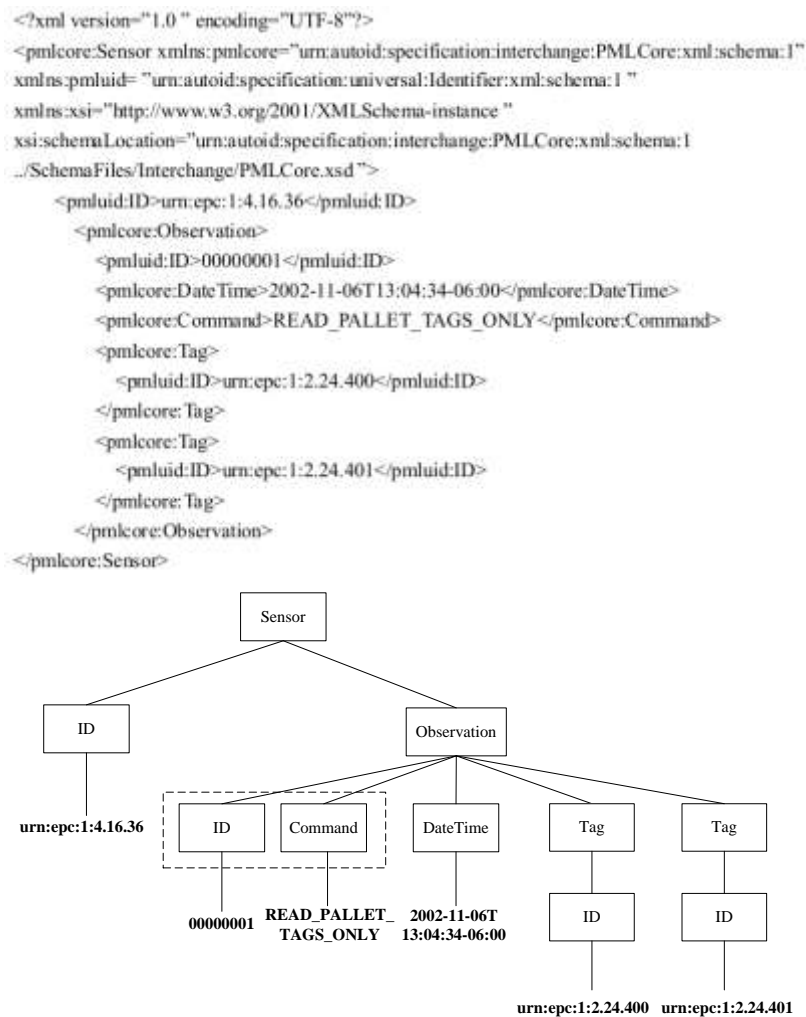 <?xml version=”1.0 ” encoding=”UTF-8”?>
<pmlcore:Sensor xmlns:pmlcore=”urn:autoid:specification:interchange:PMLCore:xml:schema:1”
xmlns:pmluid= ”urn:autoid:specification:universal:Identifier:xml:schema:1 ”
xmlns:xsi=”http://www.w3.org/2001/XMLSchema-instance ”
xsi:schemaLocation=”urn:autoid:specification:interchange:PMLCore:xml:schema:1
../SchemaFiles/Interchange/PMLCore.xsd ”>
<pmluid:ID>urn:epc:1:4.16.36</pmluid:ID>
<pmlcore:Observation>
<pmluid:ID>00000001</pmluid:ID>
<pmlcore:DateTime>2002-11-06T13:04:34-06:00</pmlcore:DateTime>
<pmlcore:Command>READ_PALLET_TAGS_ONLY</pmlcore:Command>
<pmlcore:Tag>
<pmluid:ID>urn:epc:1:2.24.400</pmluid:ID>
</pmlcore:Tag>
<pmlcore:Tag>
<pmluid:ID>urn:epc:1:2.24.401</pmluid:ID>
</pmlcore:Tag>
</pmlcore:Observation>
</pmlcore:Sensor>
Sensor
ID
Observation
urn:epc:1:4.16.36
ID
Command
DateTime
Tag
Tag
00000001
READ_PALLET_
TAGS_ONLY
2002-11-06T
13:04:34-06:00
ID
ID
urn:epc:1:2.24.400
urn:epc:1:2.24.401